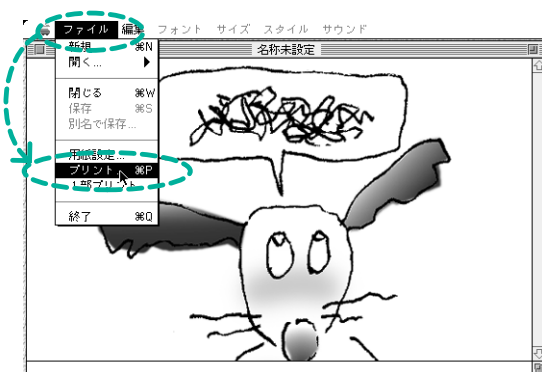 ファイル 編集 フォント サイズ スタイル サウンド
名称未設定
新規 ⌘N
開く...
閉じる ⌘W
保存 ⌘S
別名で保存...
用紙設定...
プリント... ⌘P
1部プリント
終了 ⌘Q